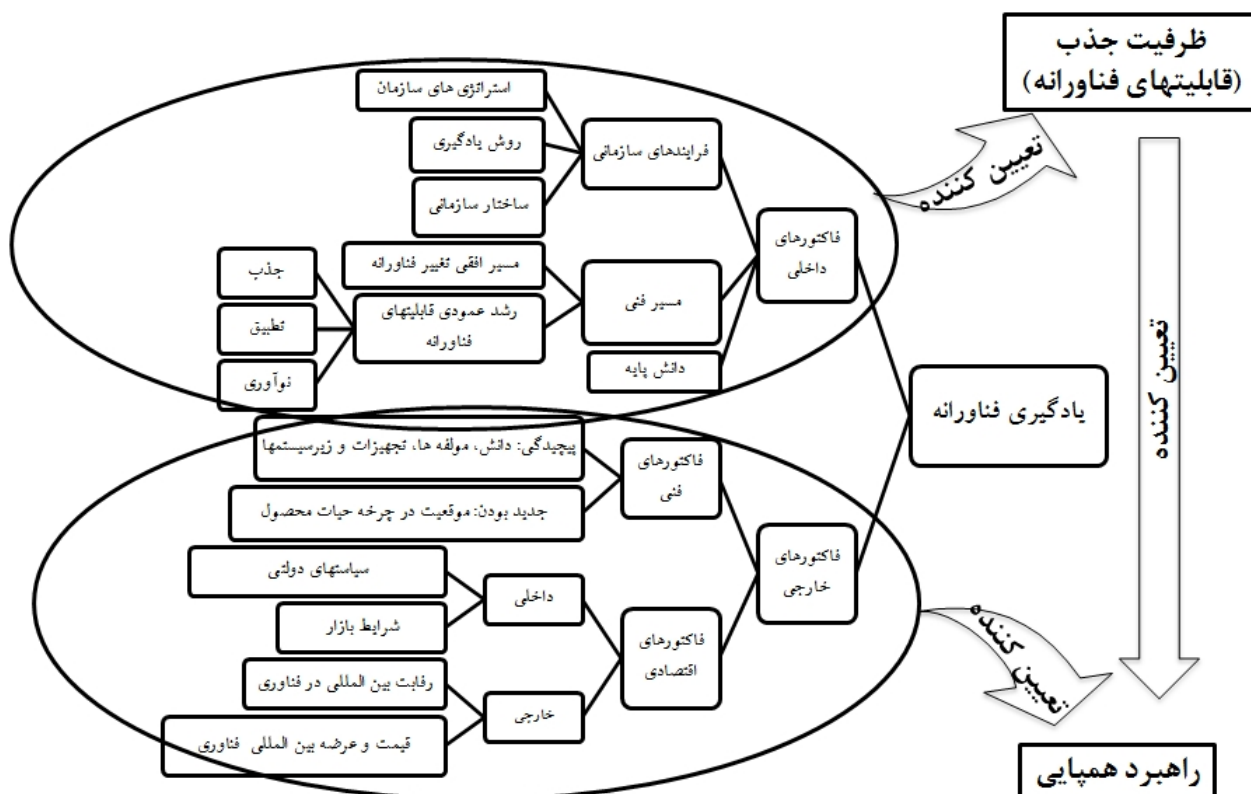 ظرفیت جذب
(قابلیتهای فناورانه)
تعیین کننده
تعیین کننده
یادگیری فناورانه
فاکتورهای
داخلی
فرایندهای سازمانی
استراتژی های سازمان
روش یادگیری
ساختار سازمانی
مسیر فنی
مسیر افقی تغییر فناورانه
رشد عمودی قابلیتهای
فناورانه
جذب
تطبیق
نوآوری
دانش پایه
فاکتورهای
خارجی
فاکتورهای
فنی
پیچیدگی: دانش، مولفه ها، تجهیزات و زیرسیستمها
جدید بودن: موقعیت در چرخه حیات محصول
فاکتورهای
اقتصادی
داخلی
سیاستهای دولتی
شرایط بازار
خارجی
رقابت بین المللی در فناوری
قیمت و عرضه بین المللی فناوری
تعیین کننده
راهبرد همپایی